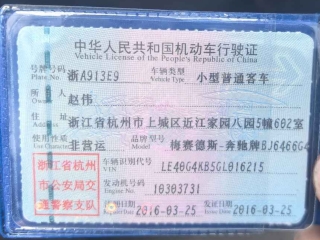 中华人民共和国机动车行驶证
Vehicle License of the People's Republic of China
号牌号码 浙A913E9 车辆类型 小型普通客车
Plate No. Vehicle Type
所有人 赵伟
Owner
住址 浙江省杭州市上城区近江家园八园5幢602室
Address
使用性质 非营运 品牌型号 梅赛德斯-奔驰牌BJ6466G4
Use Character Model
浙江省杭州市公安局交通警察支队
车辆识别代号 LE40G4KB5GL016215
VIN
发动机号码 10303731
Engine No.
注册日期 2016-03-25 发证日期 2016-03-25
Register Date Issue Date